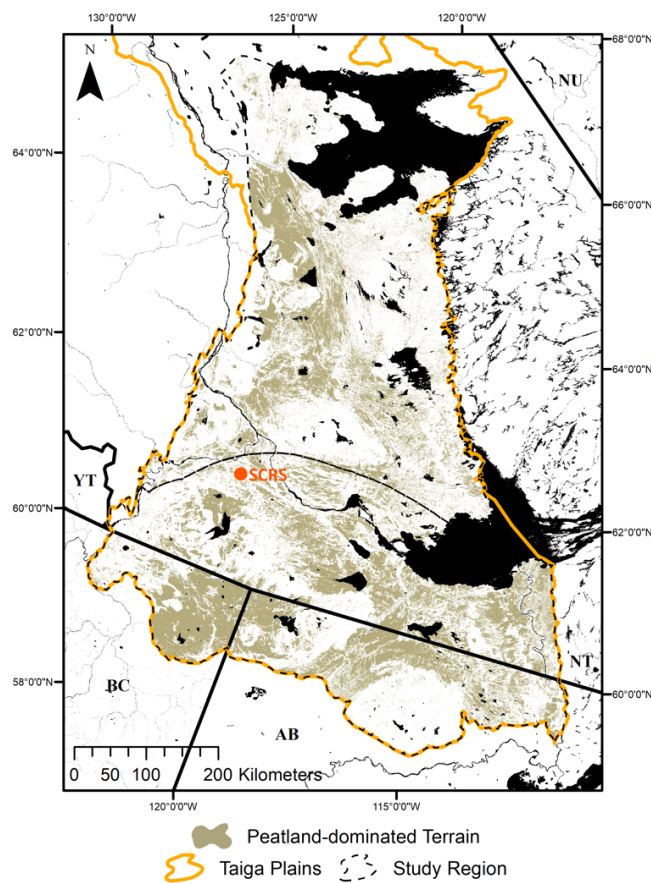 130°0'0"W 125°0'0"W 120°0'0"W
68°0'0"N
N
NU
64°0'0"N
66°0'0"N
62°0'0"N
64°0'0"N
SCRS
YT
60°0'0"N
62°0'0"N
NT
58°0'0"N
60°0'0"N
BC
AB
0 50 100 200 Kilometers
120°0'0"W 115°0'0"W
Peatland-dominated Terrain
Taiga Plains Study Region